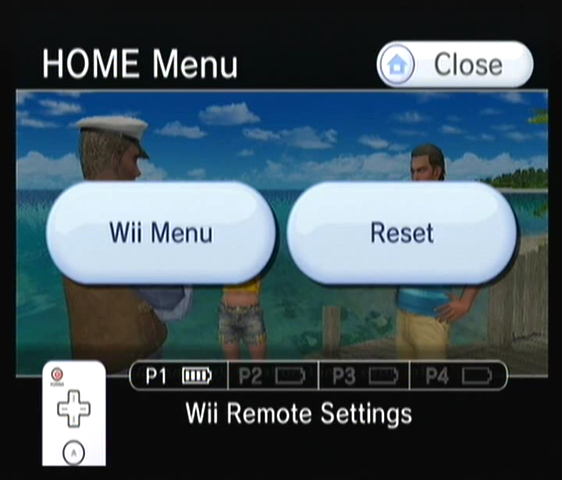 HOME Menu
Close
Wii Menu
Reset
P1
P2
P3
P4
Wii Remote Settings
A